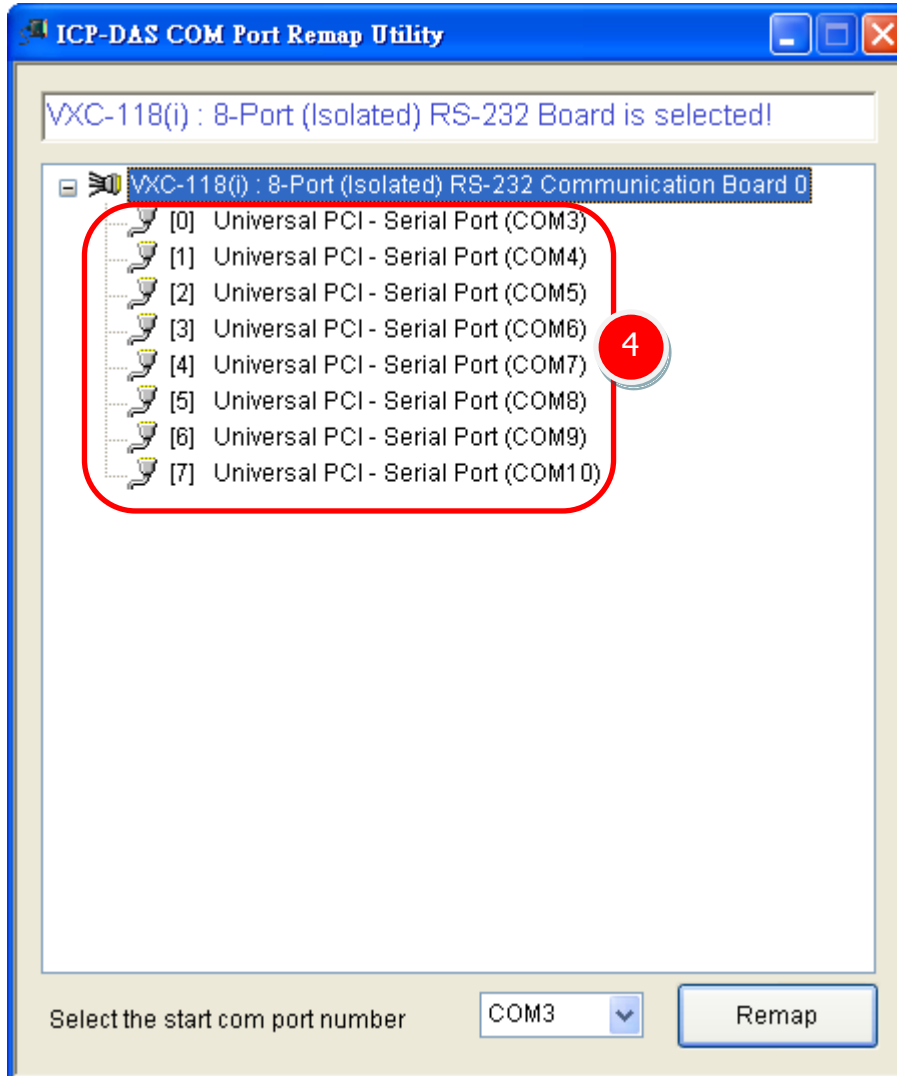 ICP-DAS COM Port Remap Utility
VXC-118(i) : 8-Port (Isolated) RS-232 Board is selected!
VXC-118(i) : 8-Port (Isolated) RS-232 Communication Board 0
[0] Universal PCI - Serial Port (COM3)
[1] Universal PCI - Serial Port (COM4)
[2] Universal PCI - Serial Port (COM5)
[3] Universal PCI - Serial Port (COM6)
4
[4] Universal PCI - Serial Port (COM7)
[5] Universal PCI - Serial Port (COM8)
[6] Universal PCI - Serial Port (COM9)
[7] Universal PCI - Serial Port (COM10)
Select the start com port number COM3 Remap